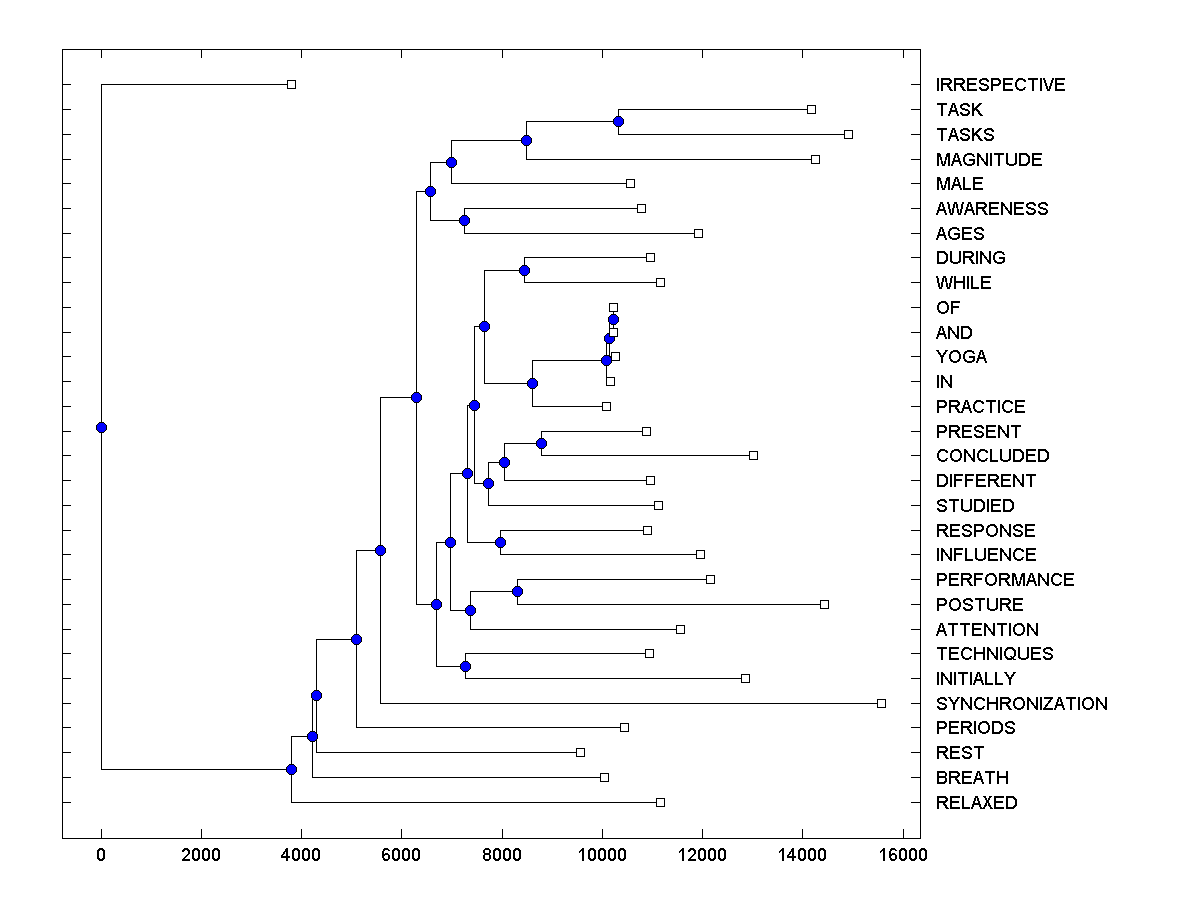 IRRESPECTIVE
TASK
TASKS
MAGNITUDE
MALE
AWARENESS
AGES
DURING
WHILE
OF
AND
YOGA
IN
PRACTICE
PRESENT
CONCLUDED
DIFFERENT
STUDIED
RESPONSE
INFLUENCE
PERFORMANCE
POSTURE
ATTENTION
TECHNIQUES
INITIALLY
SYNCHRONIZATION
PERIODS
REST
BREATH
RELAXED
0 2000 4000 6000 8000 10000 12000 14000 16000